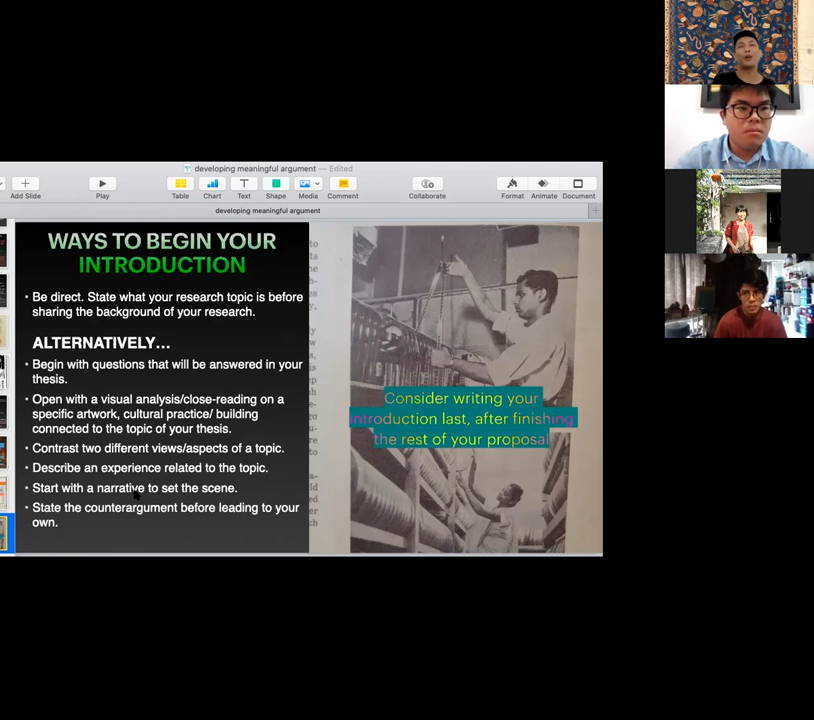 developing meaningful argument — Edited
Add Slide
Play
Table
Chart
Text
Shape
Media
Comment
Collaborate
Format
Animate
Document
developing meaningful argument
WAYS TO BEGIN YOUR
INTRODUCTION
• Be direct. State what your research topic is before
sharing the background of your research.
ALTERNATIVELY…
• Begin with questions that will be answered in your
thesis.
• Open with a visual analysis/close-reading on a
specific artwork, cultural practice/ building
connected to the topic of your thesis.
• Contrast two different views/aspects of a topic.
• Describe an experience related to the topic.
• Start with a narrative to set the scene.
• State the counterargument before leading to your
own.
Consider writing your
introduction last, after finishing
the rest of your proposal